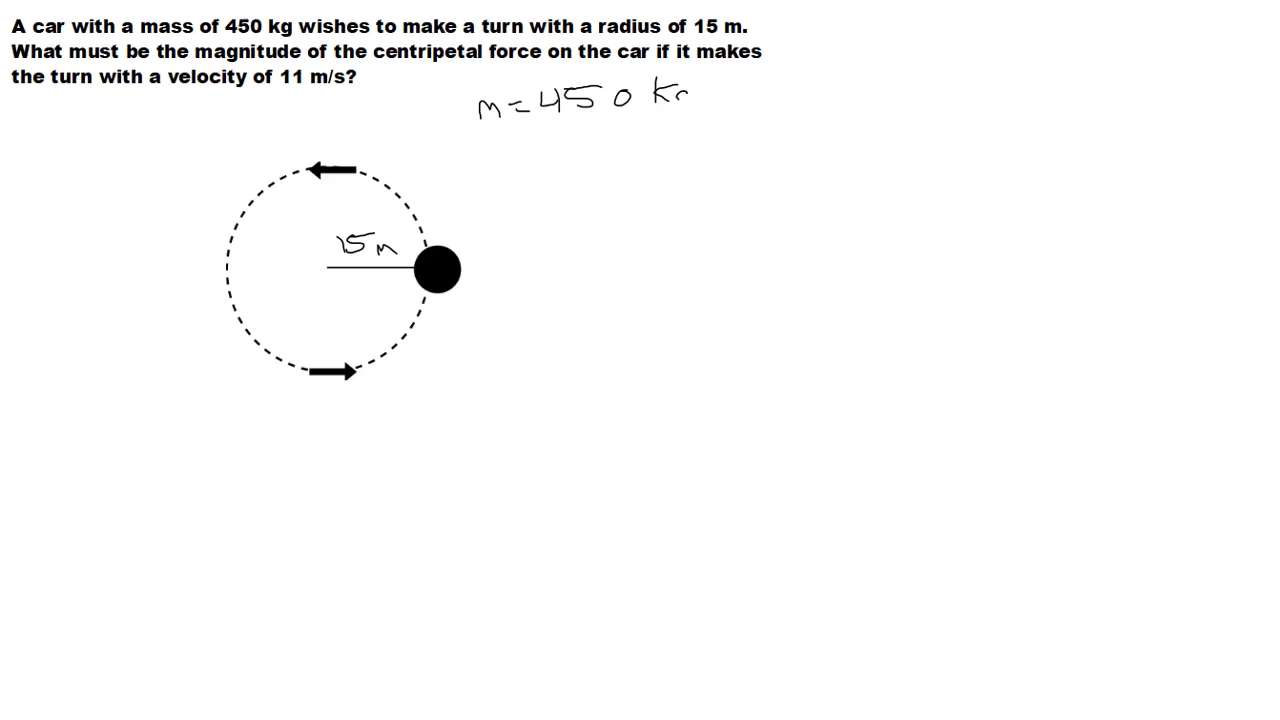 A car with a mass of 450 kg wishes to make a turn with a radius of 15 m.
What must be the magnitude of the centripetal force on the car if it makes
the turn with a velocity of 11 m/s?
m = 450 k
15 m